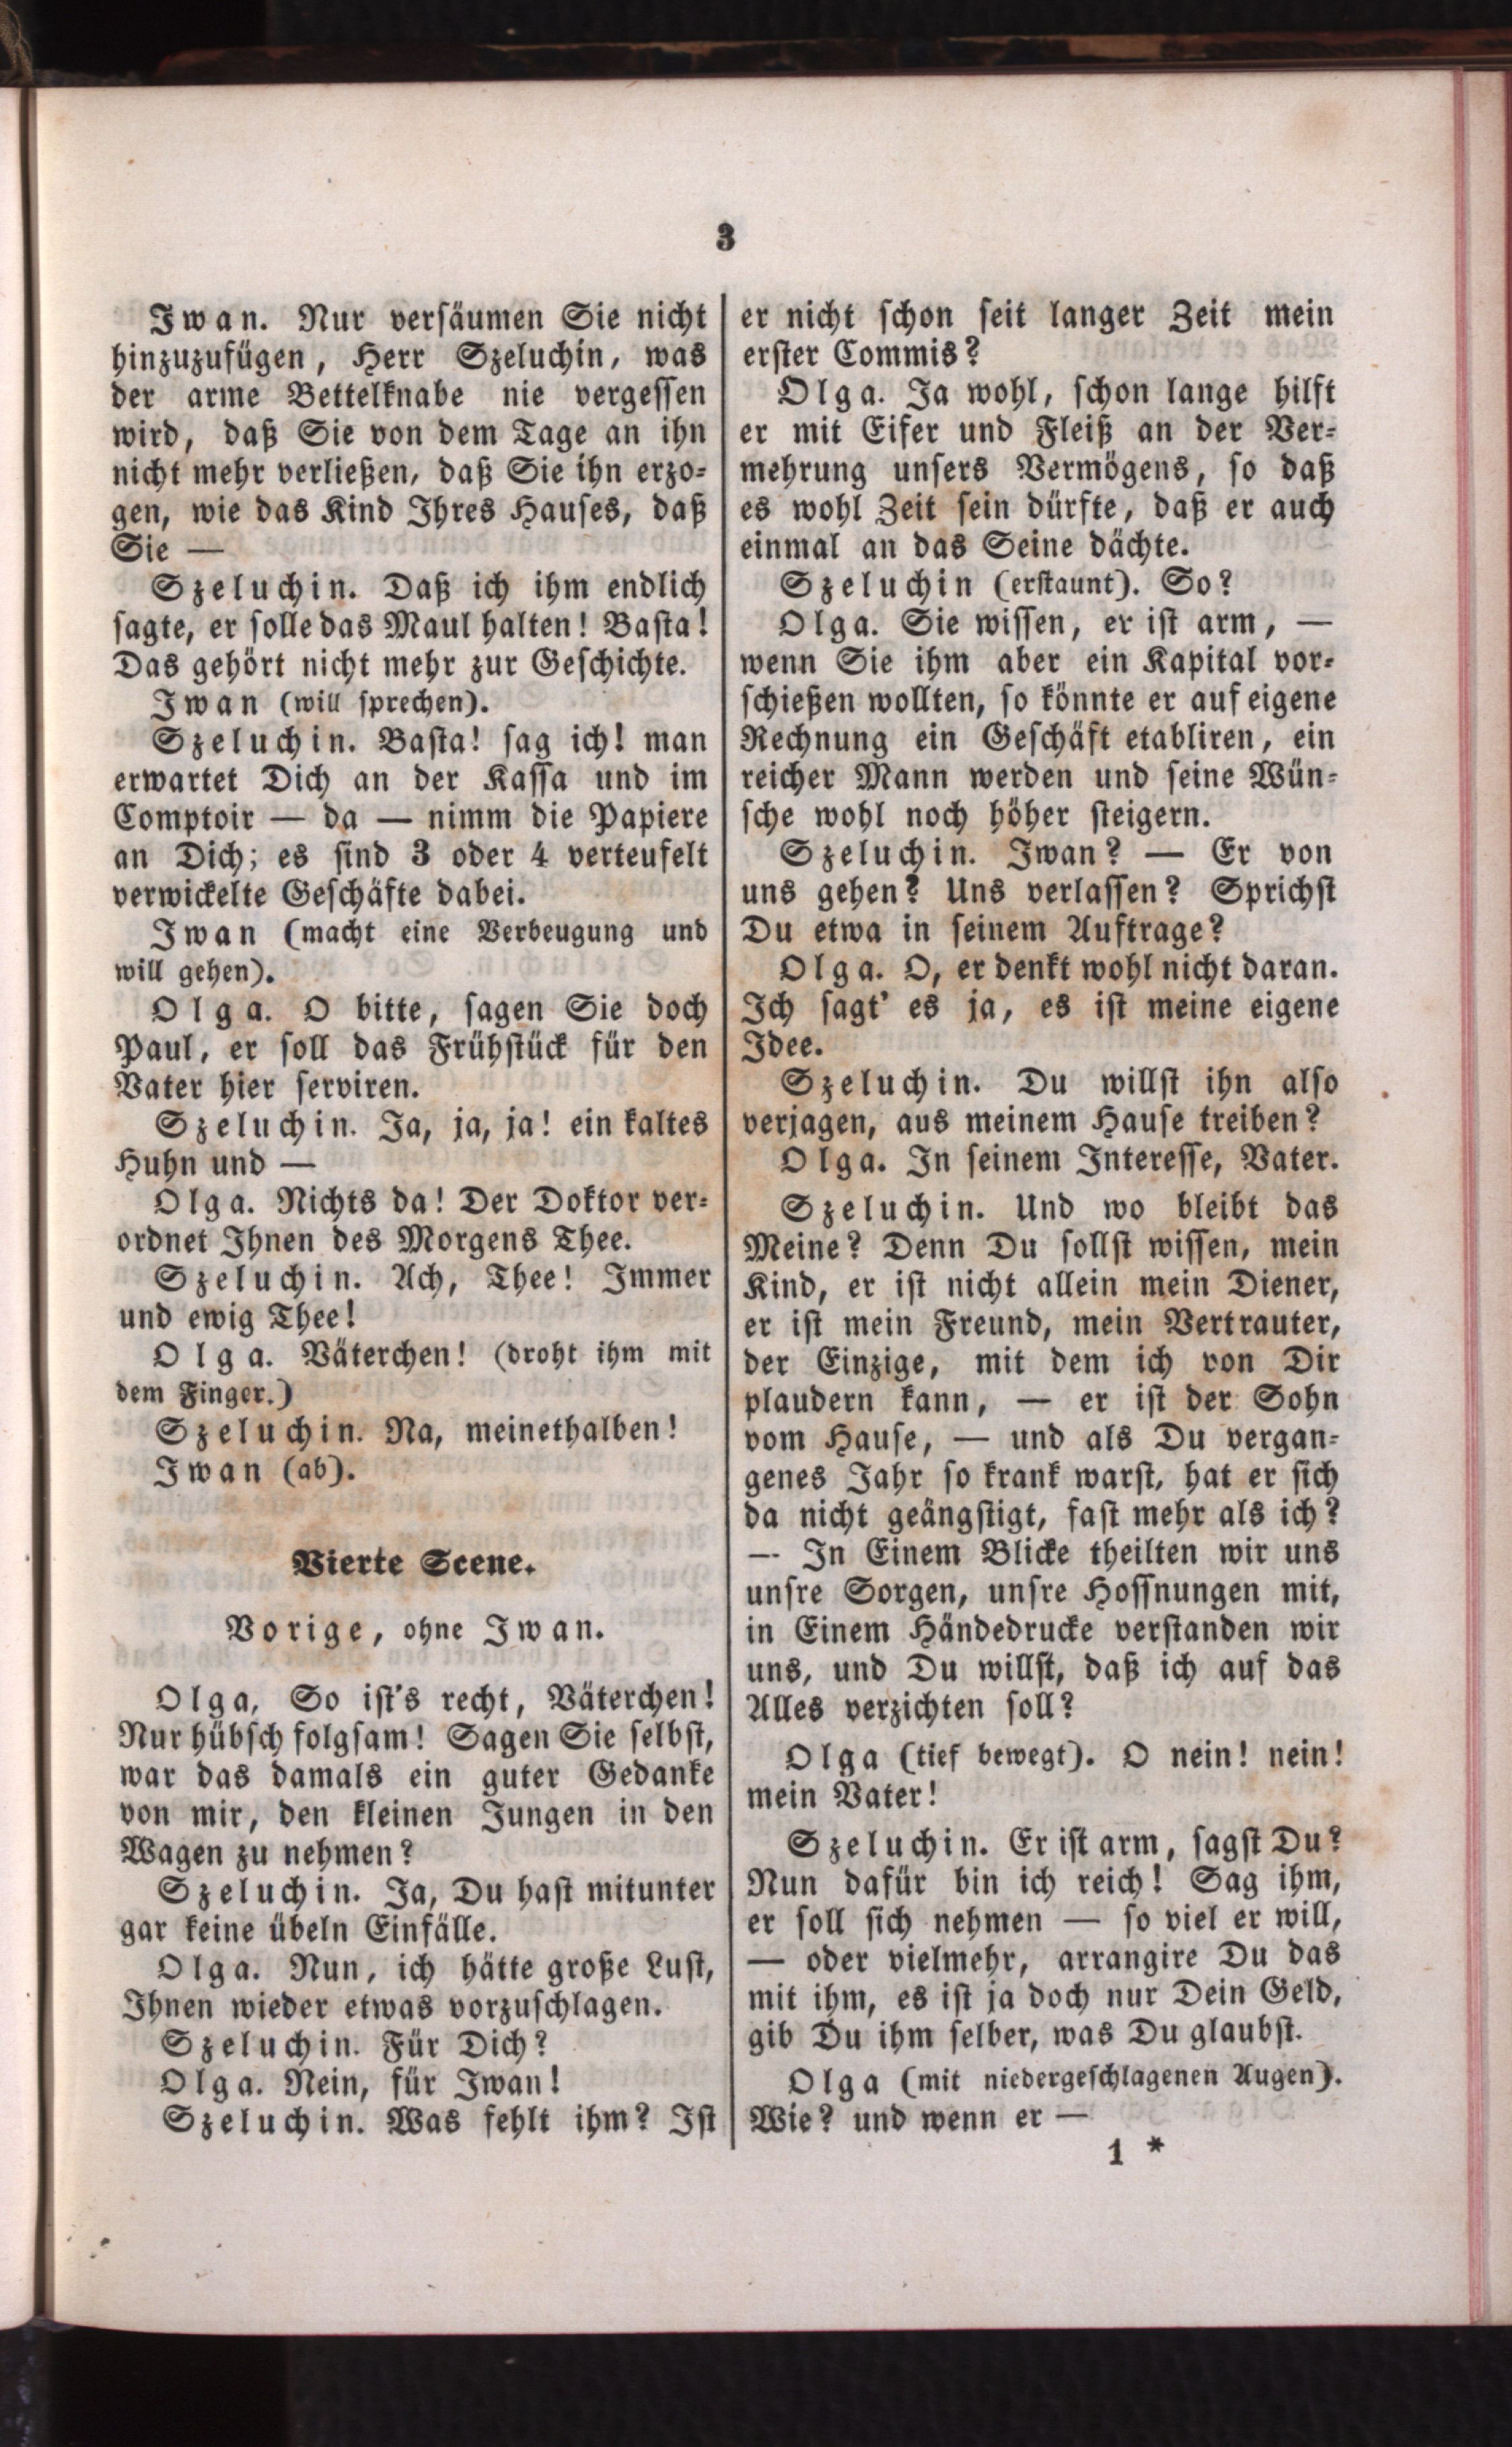 3
Iwan. Nur versäumen Sie nicht
hinzuzufügen, Herr Szeluchin, was
der arme Bettelknabe nie vergessen
wird, daß Sie von dem Tage an ihn
nicht mehr verließen, daß Sie ihn erzo-
gen, wie das Kind Ihres Hauses, daß
Sie —
Szeluchin. Daß ich ihm endlich
sagte, er solle das Maul halten! Basta!
Das gehört nicht mehr zur Geschichte.
Iwan (will sprechen).
Szeluchin. Basta! sag ich! man
erwartet Dich an der Kassa und im
Comptoir — da — nimm die Papiere
an Dich; es sind 3 oder 4 verteufelt
verwickelte Geschäfte dabei.
Iwan (macht eine Verbeugung und
will gehen).
Olga. O bitte, sagen Sie doch
Paul, er soll das Frühstück für den
Vater hier serviren.
Szeluchin. Ja, ja, ja! ein kaltes
Huhn und —
Olga. Nichts da! Der Doktor ver-
ordnet Ihnen des Morgens Thee.
Szeluchin. Ach, Thee! Immer
und ewig Thee!
Olga. Väterchen! (droht ihm mit
dem Finger.)
Szeluchin. Na, meinethalben!
Iwan (ab).
Vierte Scene.
Vorige, ohne Iwan.
Olga, So ist's recht, Väterchen!
Nur hübsch folgsam! Sagen Sie selbst,
war das damals ein guter Gedanke
von mir, den kleinen Jungen in den
Wagen zu nehmen?
Szeluchin. Ja, Du hast mitunter
gar keine übeln Einfälle.
Olga. Nun, ich hätte große Lust,
Ihnen wieder etwas vorzuschlagen.
Szeluchin. Für Dich?
Olga. Nein, für Iwan!
Szeluchin. Was fehlt ihm? Ist
er nicht schon seit langer Zeit mein
erster Commis?
Olga. Ja wohl, schon lange hilft
er mit Eifer und Fleiß an der Ver-
mehrung unsers Vermögens, so daß
es wohl Zeit sein dürfte, daß er auch
einmal an das Seine dächte.
Szeluchin (erstaunt). So?
Olga. Sie wissen, er ist arm, —
wenn Sie ihm aber ein Kapital vor-
schießen wollten, so könnte er auf eigene
Rechnung ein Geschäft etabliren, ein
reicher Mann werden und seine Wün-
sche wohl noch höher steigern.
Szeluchin. Iwan? — Er von
uns gehen? Uns verlassen? Sprichst
Du etwa in seinem Auftrage?
Olga. O, er denkt wohl nicht daran.
Ich sagt' es ja, es ist meine eigene
Idee.
Szeluchin. Du willst ihn also
verjagen, aus meinem Hause treiben?
Olga. In seinem Interesse, Vater.
Szeluchin. Und wo bleibt das
Meine? Denn Du sollst wissen, mein
Kind, er ist nicht allein mein Diener,
er ist mein Freund, mein Vertrauter,
der Einzige, mit dem ich von Dir
plaudern kann, — er ist der Sohn
vom Hause, — und als Du vergan-
genes Jahr so krank warst, hat er sich
da nicht geängstigt, fast mehr als ich?
— In Einem Blicke theilten wir uns
unsre Sorgen, unsre Hoffnungen mit,
in Einem Händedrucke verstanden wir
uns, und Du willst, daß ich auf das
Alles verzichten soll?
Olga (tief bewegt). O nein! nein!
mein Vater!
Szeluchin. Er ist arm, sagst Du?
Nun dafür bin ich reich! Sag ihm,
er soll sich nehmen — so viel er will,
— oder vielmehr, arrangire Du das
mit ihm, es ist ja doch nur Dein Geld,
gib Du ihm selber, was Du glaubst.
Olga (mit niedergeschlagenen Augen).
Wie? und wenn er —
1 *